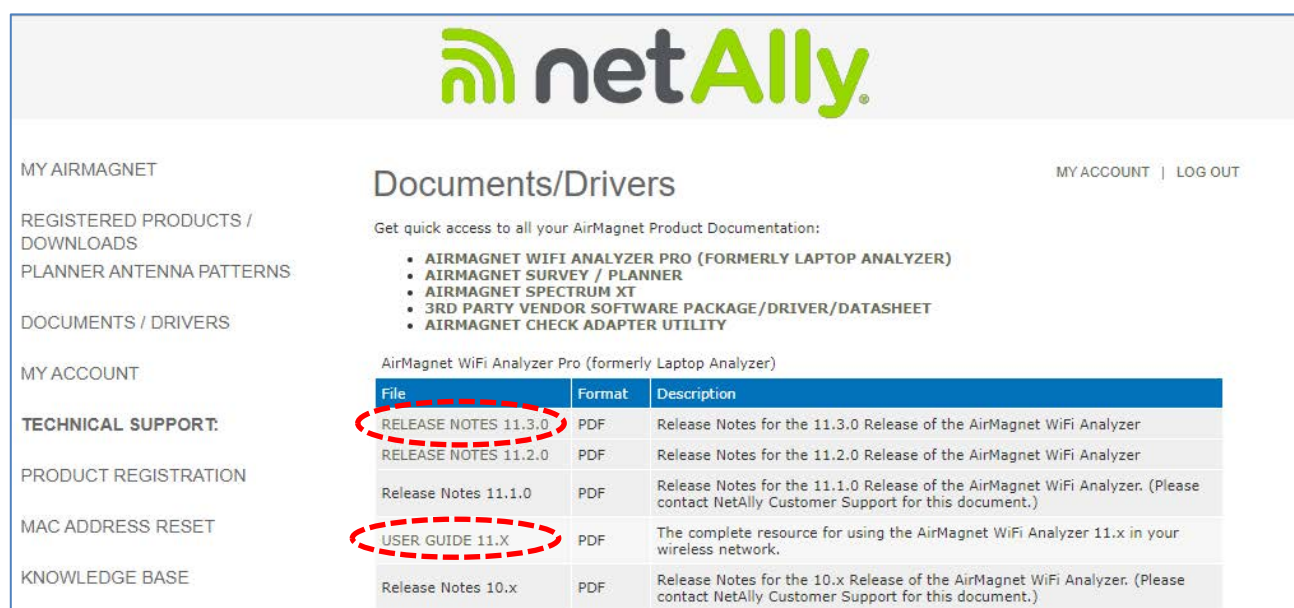 netAlly®
MY AIRMAGNET
REGISTERED PRODUCTS /
DOWNLOADS
PLANNER ANTENNA PATTERNS
DOCUMENTS / DRIVERS
MY ACCOUNT
TECHNICAL SUPPORT:
PRODUCT REGISTRATION
MAC ADDRESS RESET
KNOWLEDGE BASE
MY ACCOUNT | LOG OUT
Documents/Drivers
Get quick access to all your AirMagnet Product Documentation:
• AIRMAGNET WIFI ANALYZER PRO (FORMERLY LAPTOP ANALYZER)
• AIRMAGNET SURVEY / PLANNER
• AIRMAGNET SPECTRUM XT
• 3RD PARTY VENDOR SOFTWARE PACKAGE/DRIVER/DATASHEET
• AIRMAGNET CHECK ADAPTER UTILITY
AirMagnet WiFi Analyzer Pro (formerly Laptop Analyzer)
File Format Description
RELEASE NOTES 11.3.0 PDF Release Notes for the 11.3.0 Release of the AirMagnet WiFi Analyzer
RELEASE NOTES 11.2.0 PDF Release Notes for the 11.2.0 Release of the AirMagnet WiFi Analyzer
Release Notes 11.1.0 PDF Release Notes for the 11.1.0 Release of the AirMagnet WiFi Analyzer. (Please
contact NetAlly Customer Support for this document.)
USER GUIDE 11.X PDF The complete resource for using the AirMagnet WiFi Analyzer 11.x in your
wireless network.
Release Notes 10.x PDF Release Notes for the 10.x Release of the AirMagnet WiFi Analyzer. (Please
contact NetAlly Customer Support for this document.)